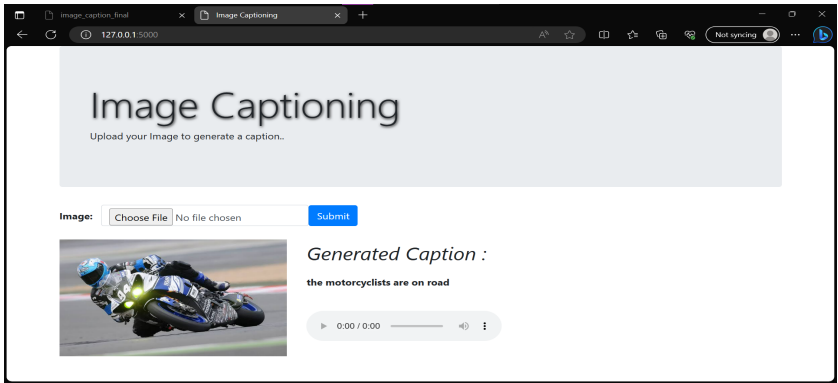 image_caption_final
Image Captioning
127.0.0.1:5000
Not syncing
Image Captioning
Upload your Image to generate a caption..
Image: Choose File No file chosen Submit
Generated Caption :
the motorcyclists are on road
0:00 / 0:00